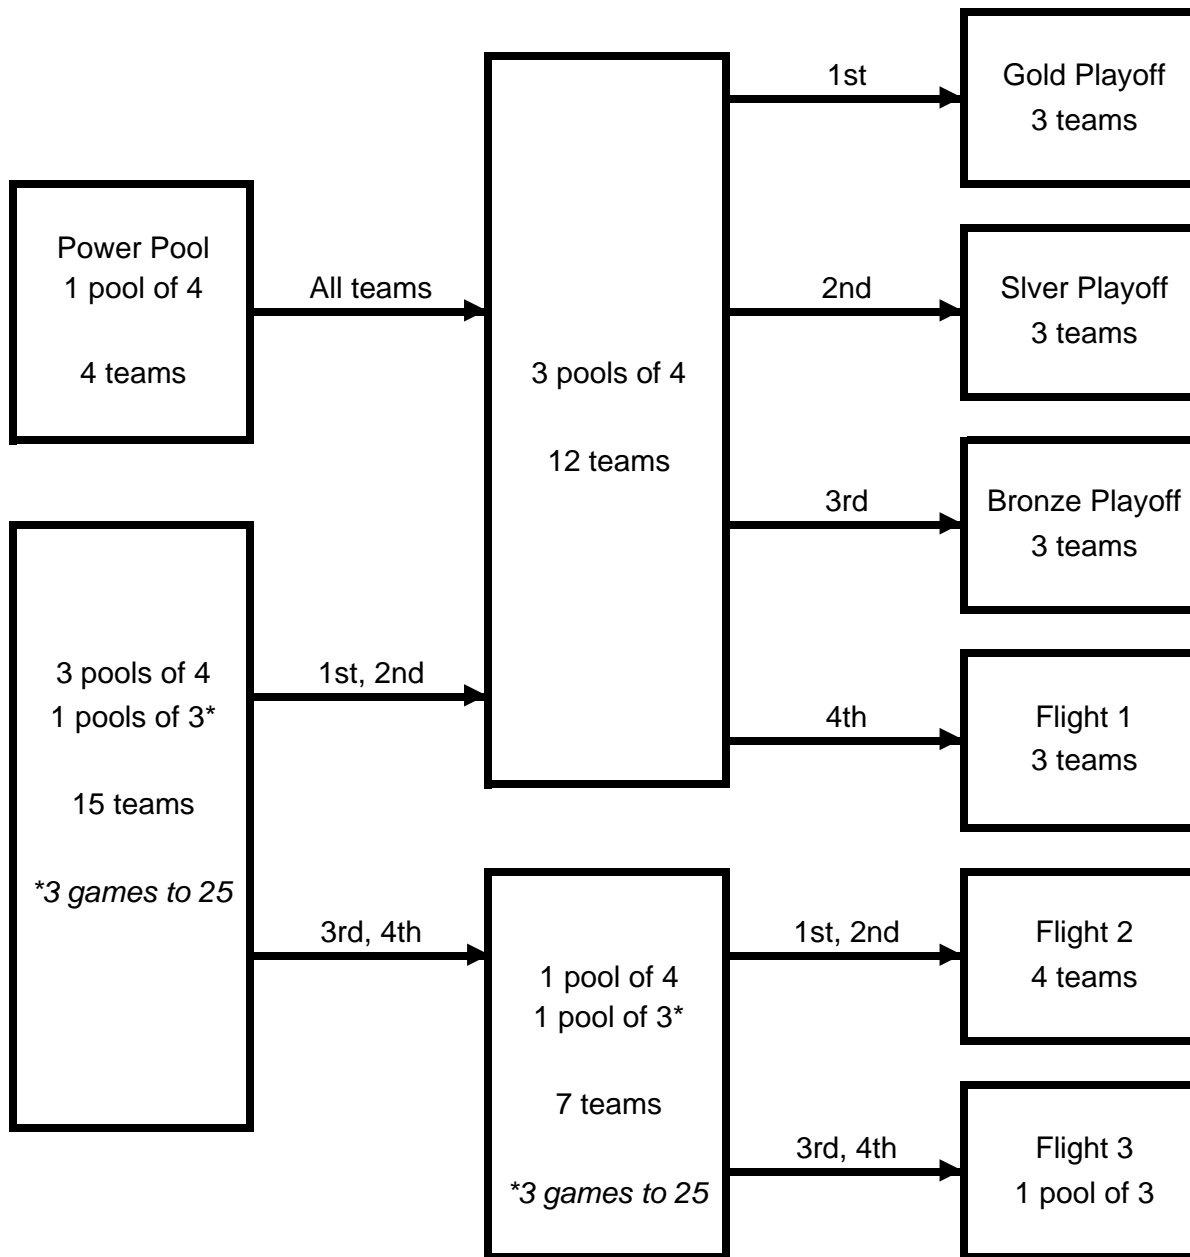 Power Pool
1 pool of 4
4 teams
All teams
3 pools of 4
1 pools of 3*
15 teams
*3 games to 25
1st, 2nd
3rd, 4th
3 pools of 4
12 teams
1st
2nd
3rd
4th
1 pool of 4
1 pool of 3*
7 teams
*3 games to 25
1st, 2nd
3rd, 4th
Gold Playoff
3 teams
Slver Playoff
3 teams
Bronze Playoff
3 teams
Flight 1
3 teams
Flight 2
4 teams
Flight 3
1 pool of 3